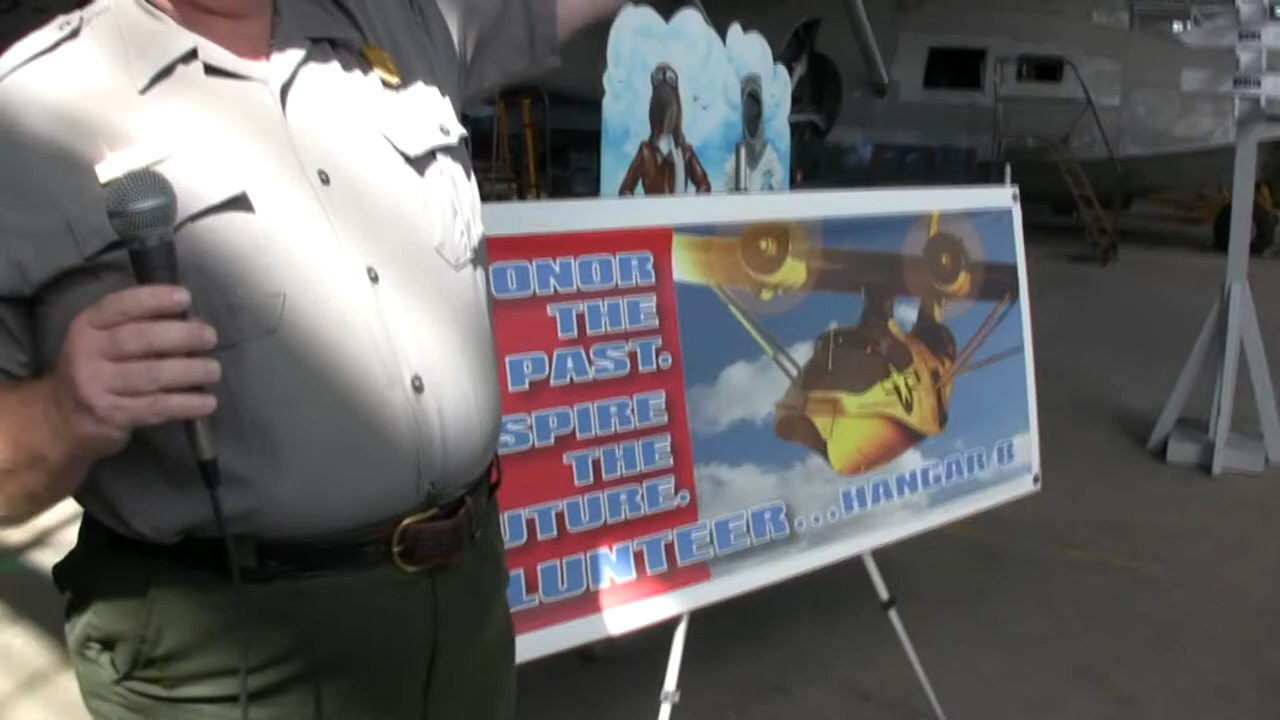 ONOR
THE
PAST.
SPIRE
THE
UTURE.
LUNTEER...HANGAR B